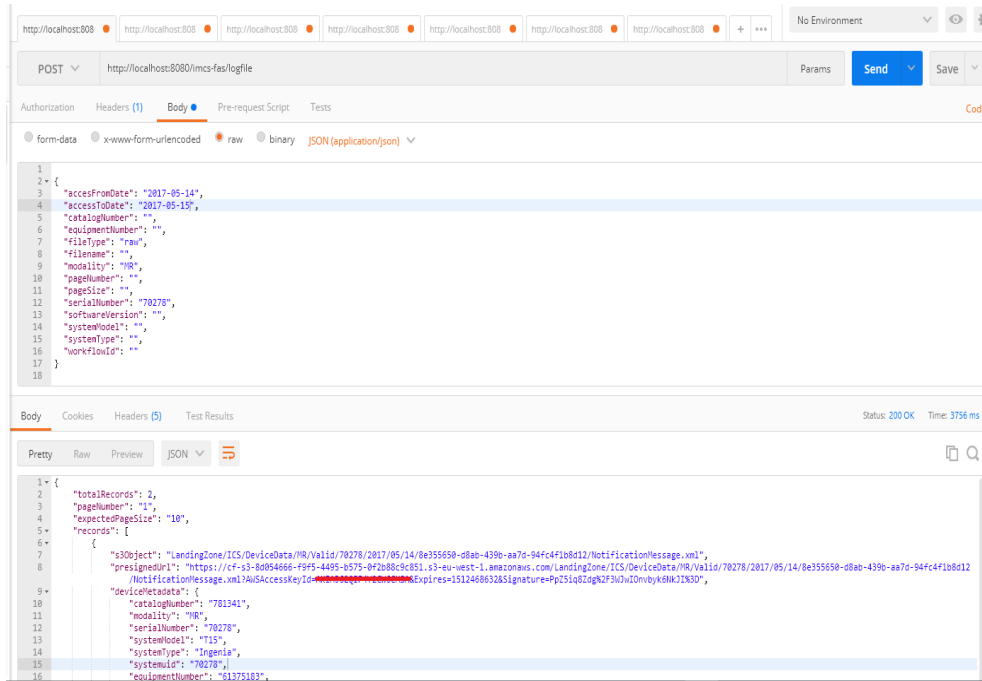 http://localhost:808 http://localhost:808 http://localhost:808 http://localhost:808 http://localhost:808 http://localhost:808 http://localhost:808 + ••• No Environment
POST http://localhost:8080/imcs-fas/logfile Params Send Save
Authorization Headers (1) Body Pre-request Script Tests Cod
form-data x-www-form-urlencoded raw binary JSON (application/json)
1
2 {
3 "accesFromDate": "2017-05-14",
4 "accessToDate": "2017-05-15",
5 "catalogNumber": "",
6 "equipmentNumber": "",
7 "fileType": "raw",
8 "filename": "",
9 "modality": "MR",
10 "pageNumber": "",
11 "pageSize": "",
12 "serialNumber": "70278",
13 "softwareVersion": "",
14 "systemModel": "",
15 "systemType": "",
16 "workflowId": ""
17 }
18
Body Cookies Headers (5) Test Results Status: 200 OK Time: 3756 ms
Pretty Raw Preview JSON
1 {
2 "totalRecords": 2,
3 "pageNumber": "1",
4 "expectedPageSize": "10",
5 "records": [
6 {
7 "s3Object": "LandingZone/ICS/DeviceData/MR/Valid/70278/2017/05/14/8e355650-d8ab-439b-aa7d-94fc4f1b8d12/NotificationMessage.xml",
8 "presignedUrl": "https://cf-s3-8d054666-f9f5-4495-b575-0f2b88c9c851.s3-eu-west-1.amazonaws.com/LandingZone/ICS/DeviceData/MR/Valid/70278/2017/05/14/8e355650-d8ab-439b-aa7d-94fc4f1b8d12
/NotificationMessage.xml?AWSAccessKeyId= &Expires=1512468632&Signature=PpZ5iq8Zdg%2F3WJwIOnvbyk6NkJI%3D",
9 "deviceMetadata": {
10 "catalogNumber": "781341",
11 "modality": "MR",
12 "serialNumber": "70278",
13 "systemModel": "T15",
14 "systemType": "Ingenia",
15 "systemuid": "70278",
16 "equipmentNumber": "61375183",